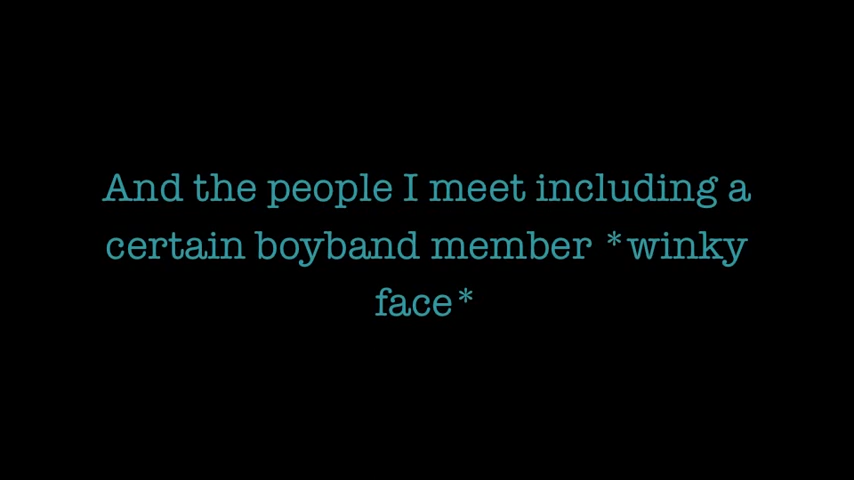 And the people I meet including a
certain boyband member *winky
face*